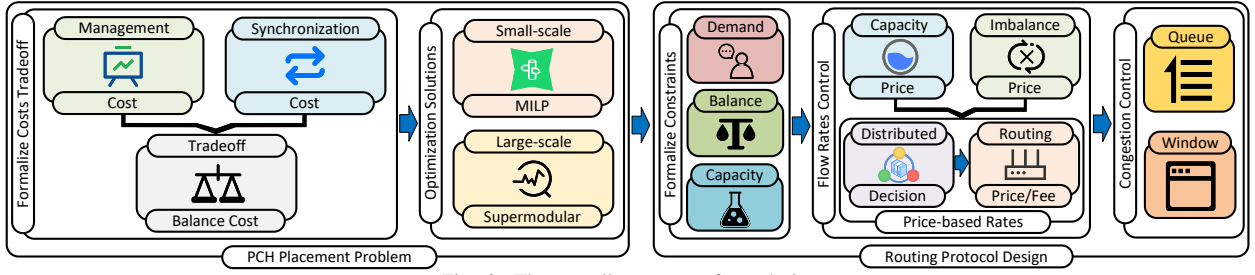 Formalize Costs Tradeoff
Management
Cost
Synchronization
Cost
Tradeoff
Balance Cost
Optimization Solutions
Small-scale
MILP
Large-scale
Supermodular
PCH Placement Problem
Formalize Constraints
Demand
Balance
Capacity
Flow Rates Control
Capacity
Price
Imbalance
Price
Distributed
Decision
Routing
Price/Fee
Price-based Rates
Congestion Control
Queue
Window
Routing Protocol Design